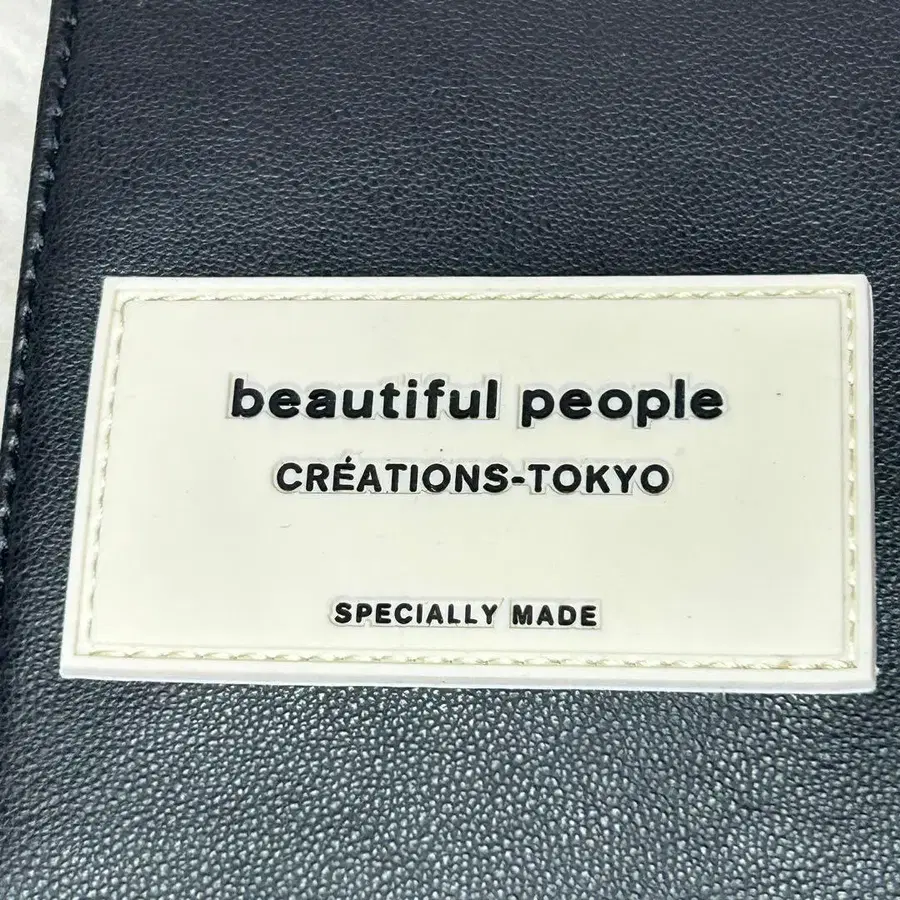 beautiful people
CRÉATIONS-TOKYO
SPECIALLY MADE